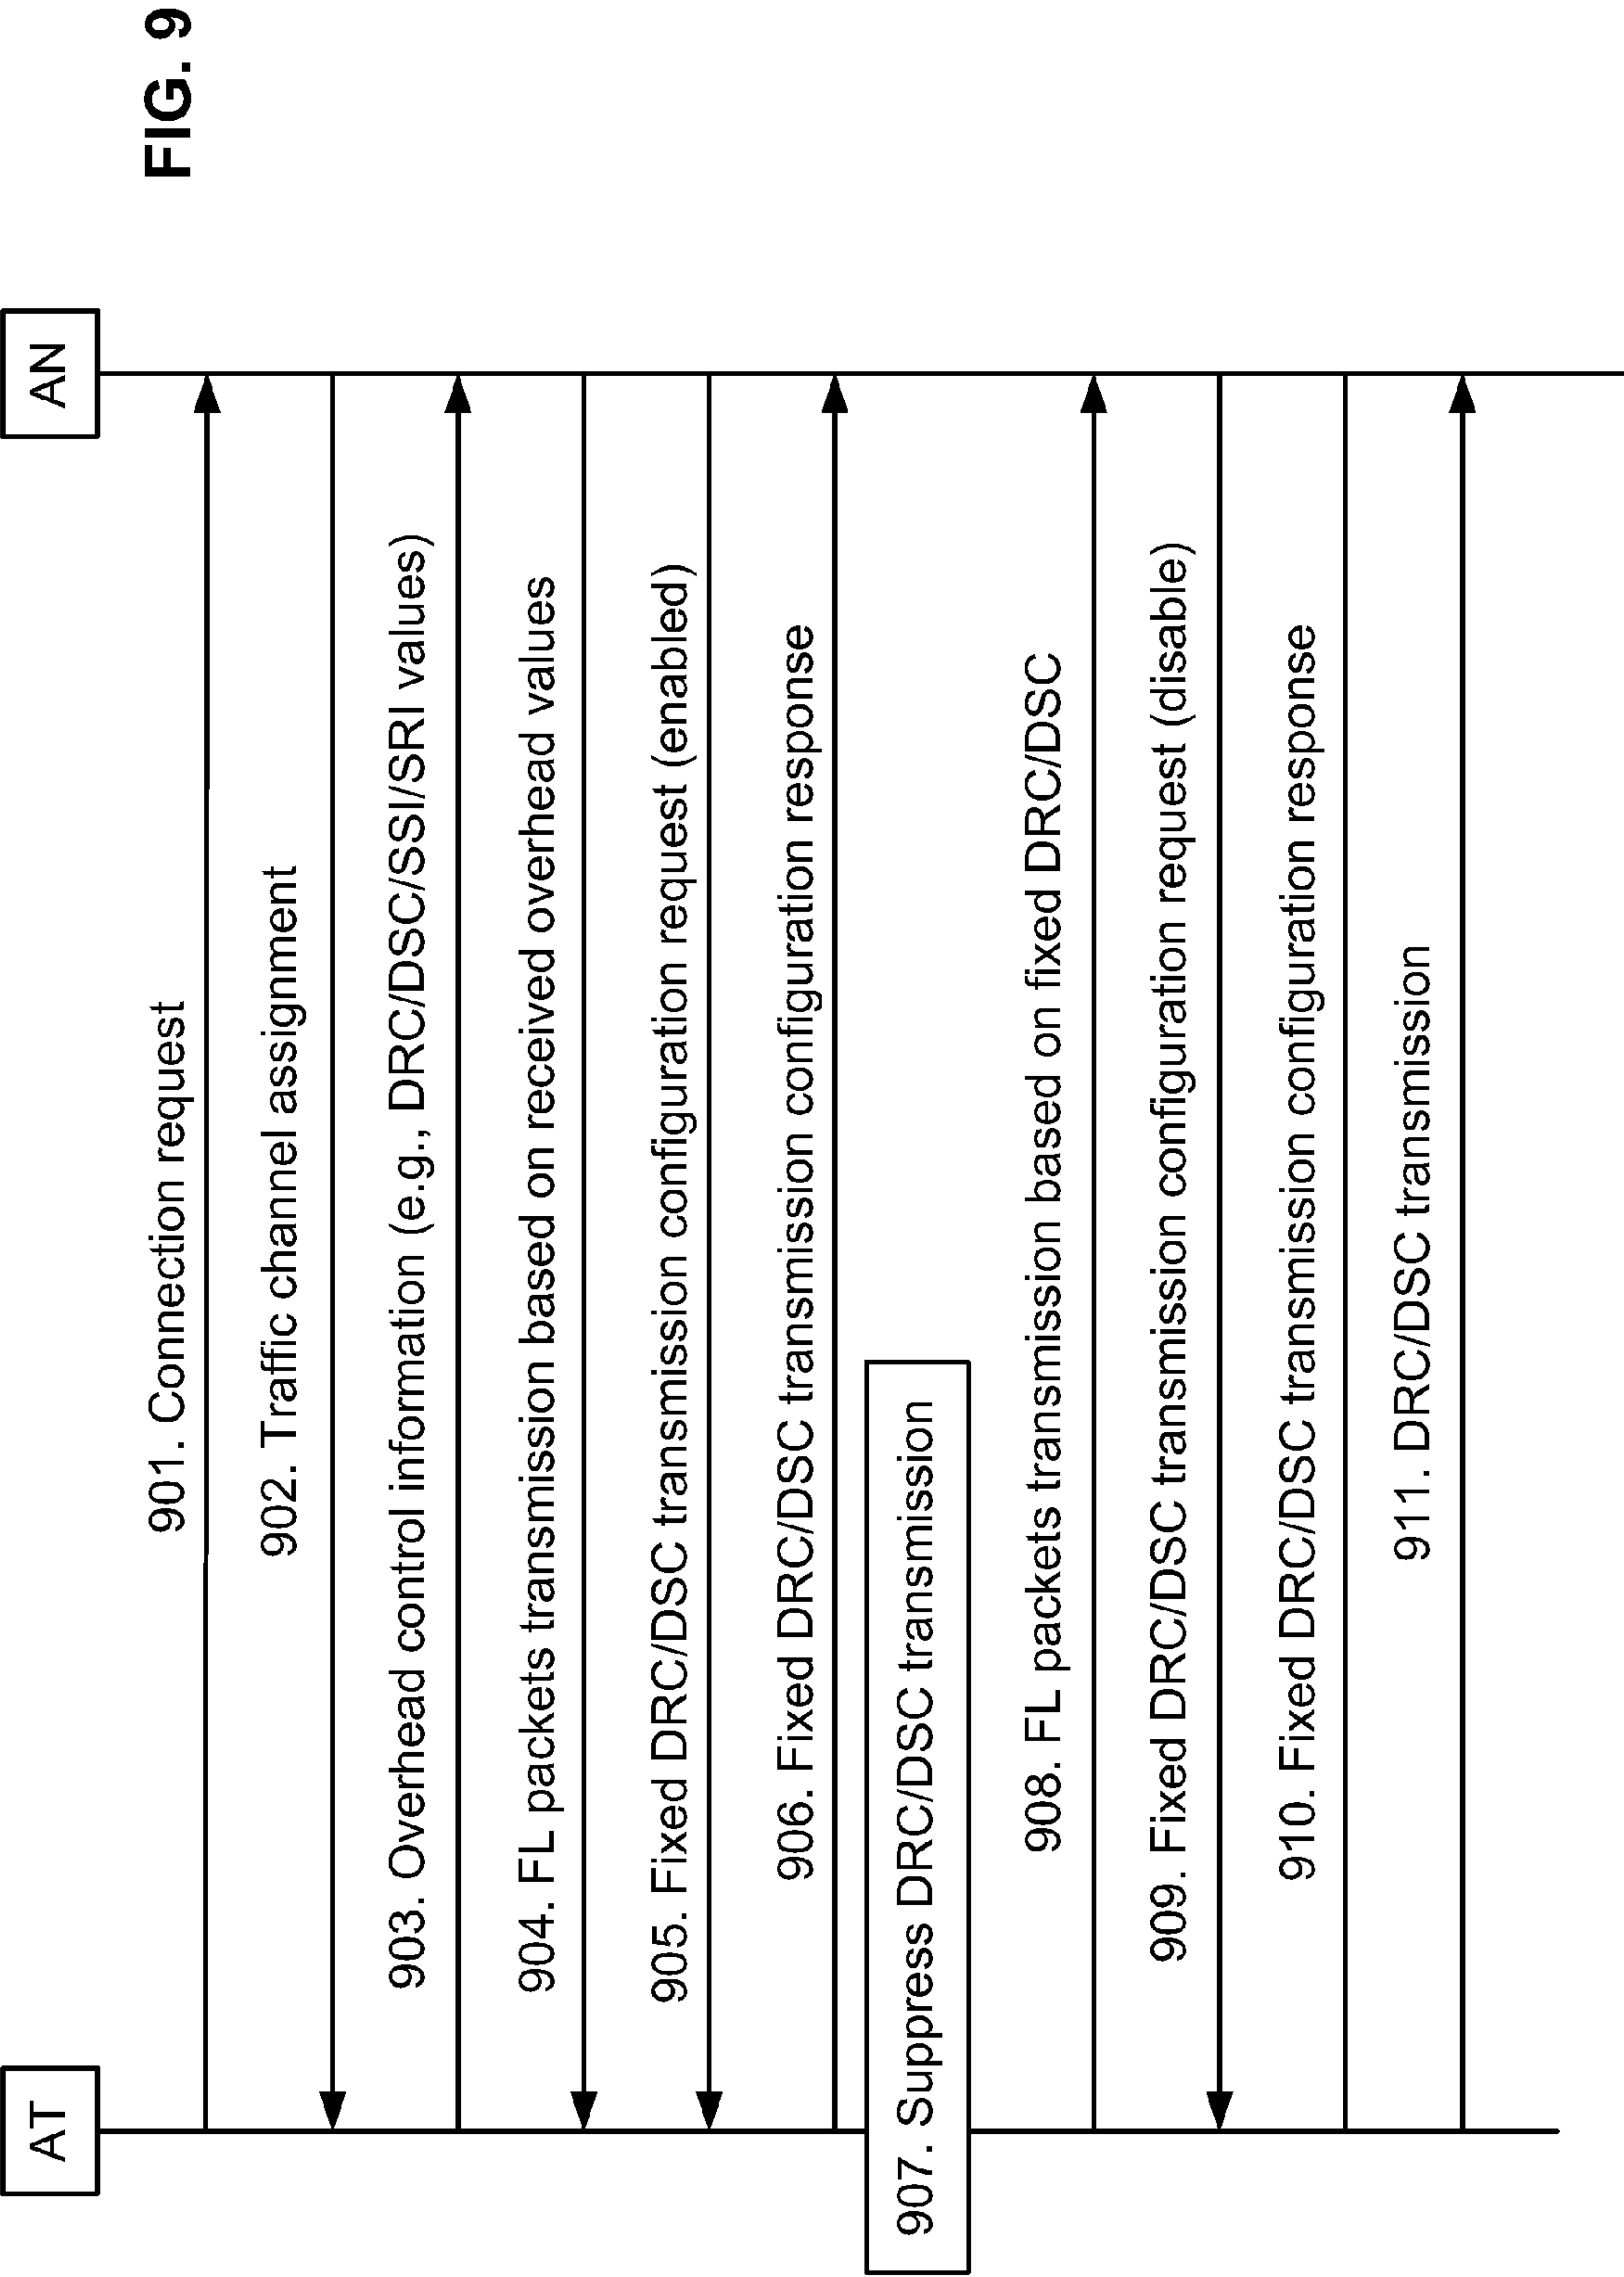 FIG. 9
AT
AN
901. Connection request
902. Traffic channel assignment
903. Overhead control information (e.g., DRC/DSC/SSI/SRI values)
904. FL packets transmission based on received overhead values
905. Fixed DRC/DSC transmission configuration request (enabled)
906. Fixed DRC/DSC transmission configuration response
907. Suppress DRC/DSC transmission
908. FL packets transmission based on fixed DRC/DSC
909. Fixed DRC/DSC transmission configuration request (disable)
910. Fixed DRC/DSC transmission configuration response
911. DRC/DSC transmission